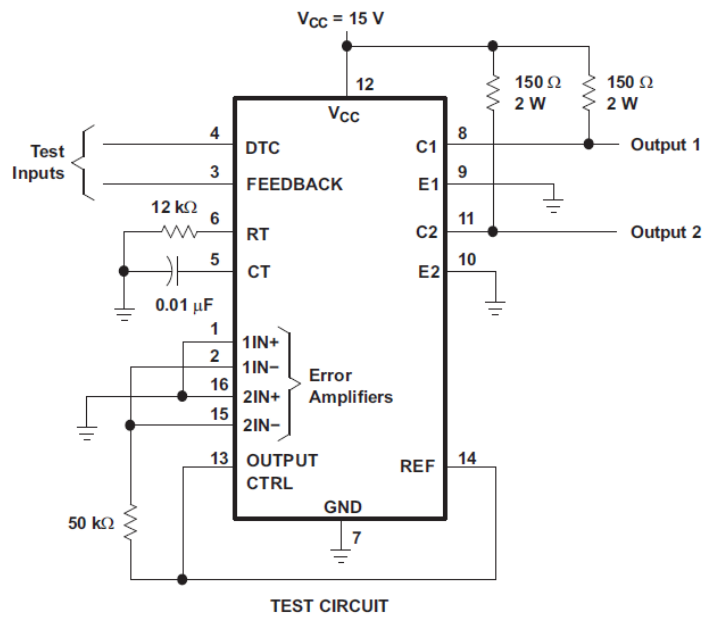 VCC = 15 V
12
VCC
150 Ω
2 W
150 Ω
2 W
Test
Inputs
4
DTC
3
FEEDBACK
12 kΩ
6
RT
5
CT
0.01 μF
1
1IN+
2
1IN−
16
2IN+
15
2IN−
Error
Amplifiers
13
OUTPUT
CTRL
50 kΩ
C1
8
Output 1
E1
9
C2
11
Output 2
E2
10
REF
14
GND
7
TEST CIRCUIT